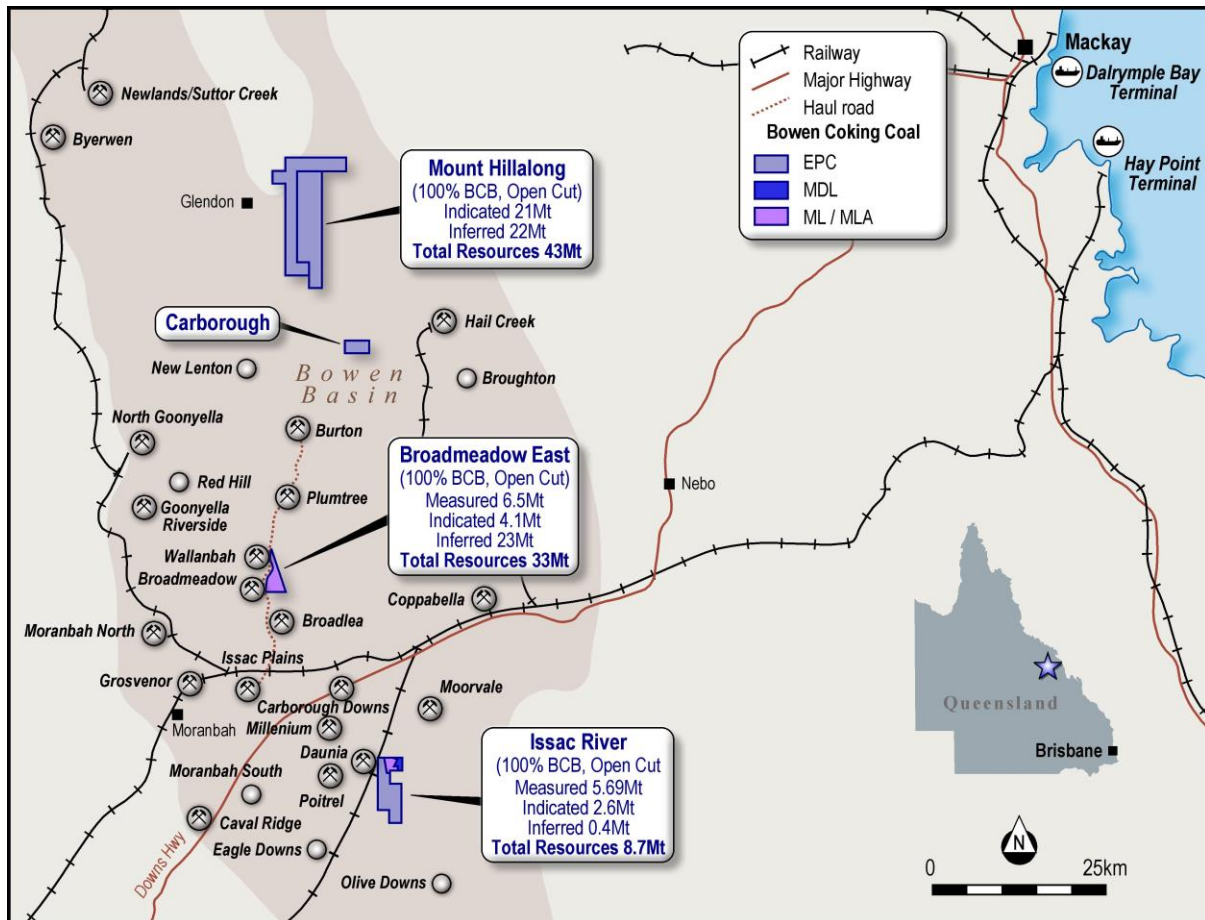 Newlands/Suttor Creek
Byerwen
Glendon
Mount Hillalong
(100% BCB, Open Cut)
Indicated 21Mt
Inferred 22Mt
Total Resources 43Mt
Railway
Major Highway
Haul road
Bowen Coking Coal
EPC
MDL
ML / MLA
Mackay
Dalrymple Bay
Terminal
Hay Point
Terminal
Carborough
Hail Creek
New Lenton
Bowen
Basin
Broughton
North Goonyella
Burton
Red Hill
Plumtree
Goonyella
Riverside
Broadmeadow East
(100% BCB, Open Cut)
Measured 6.5Mt
Indicated 4.1Mt
Inferred 23Mt
Total Resources 33Mt
Nebo
Wallanbah
Broadmeadow
Coppabella
Broadlea
Moranbah North
Issac Plains
Grosvenor
Carborough Downs
Moorvale
Moranbah
Millenium
Daunia
Moranbah South
Poitrel
Issac River
(100% BCB, Open Cut
Measured 5.69Mt
Indicated 2.6Mt
Inferred 0.4Mt
Total Resources 8.7Mt
Caval Ridge
Downs Hwy
Eagle Downs
Olive Downs
Queensland
Brisbane
N
0 25km